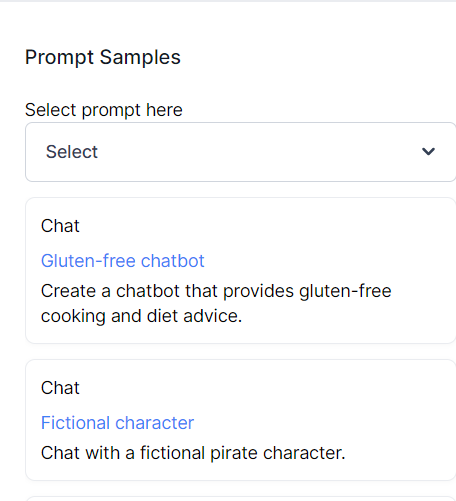 Prompt Samples
Select prompt here
Select
Chat
Gluten-free chatbot
Create a chatbot that provides gluten-free
cooking and diet advice.
Chat
Fictional character
Chat with a fictional pirate character.